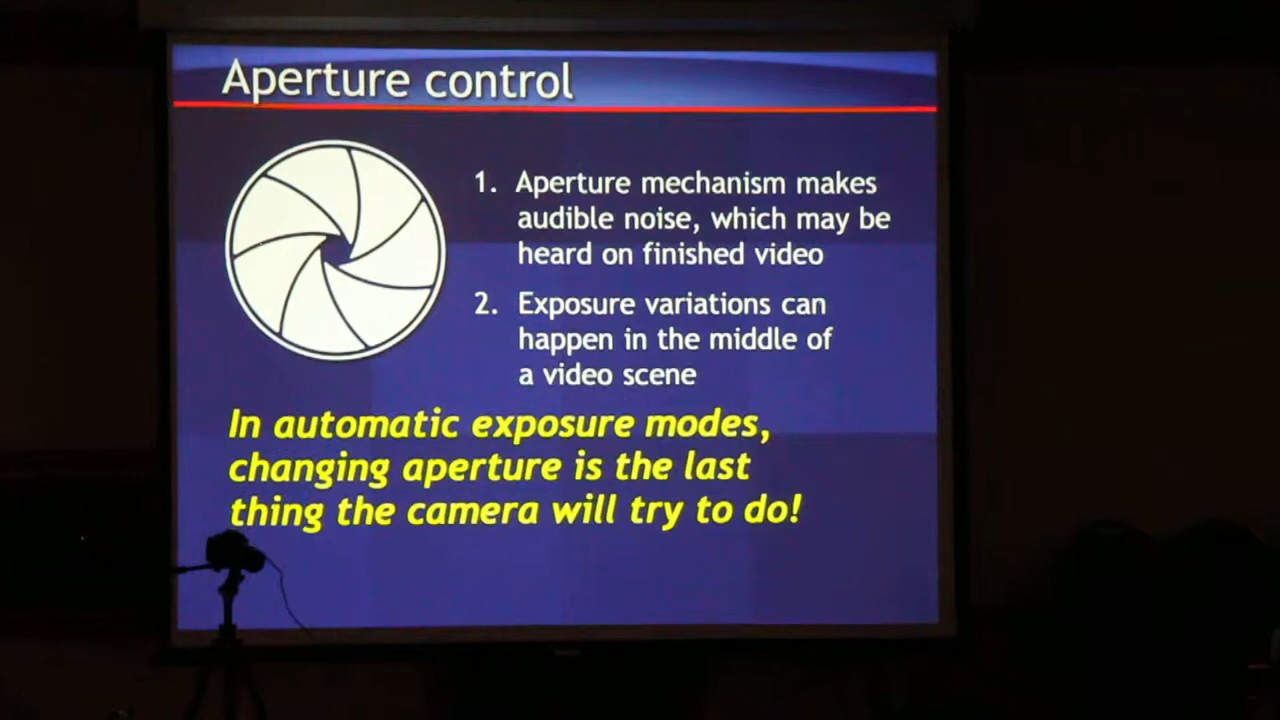 Aperture control
1. Aperture mechanism makes
audible noise, which may be
heard on finished video
2. Exposure variations can
happen in the middle of
a video scene
In automatic exposure modes,
changing aperture is the last
thing the camera will try to do!